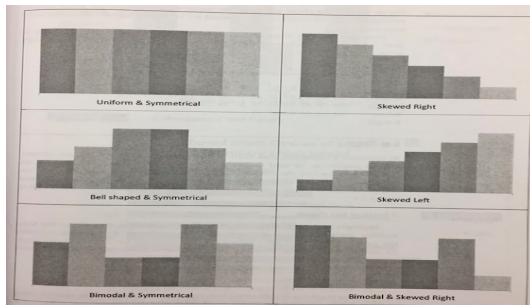 Uniform & Symmetrical
Skewed Right
Bell shaped & Symmetrical
Skewed Left
Bimodal & Symmetrical
Bimodal & Skewed Right